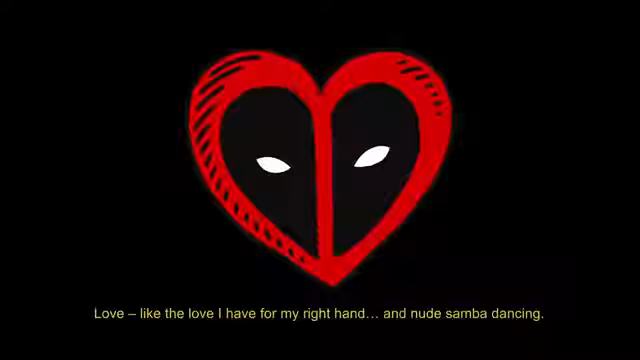 Love – like the love I have for my right hand… and nude samba dancing.